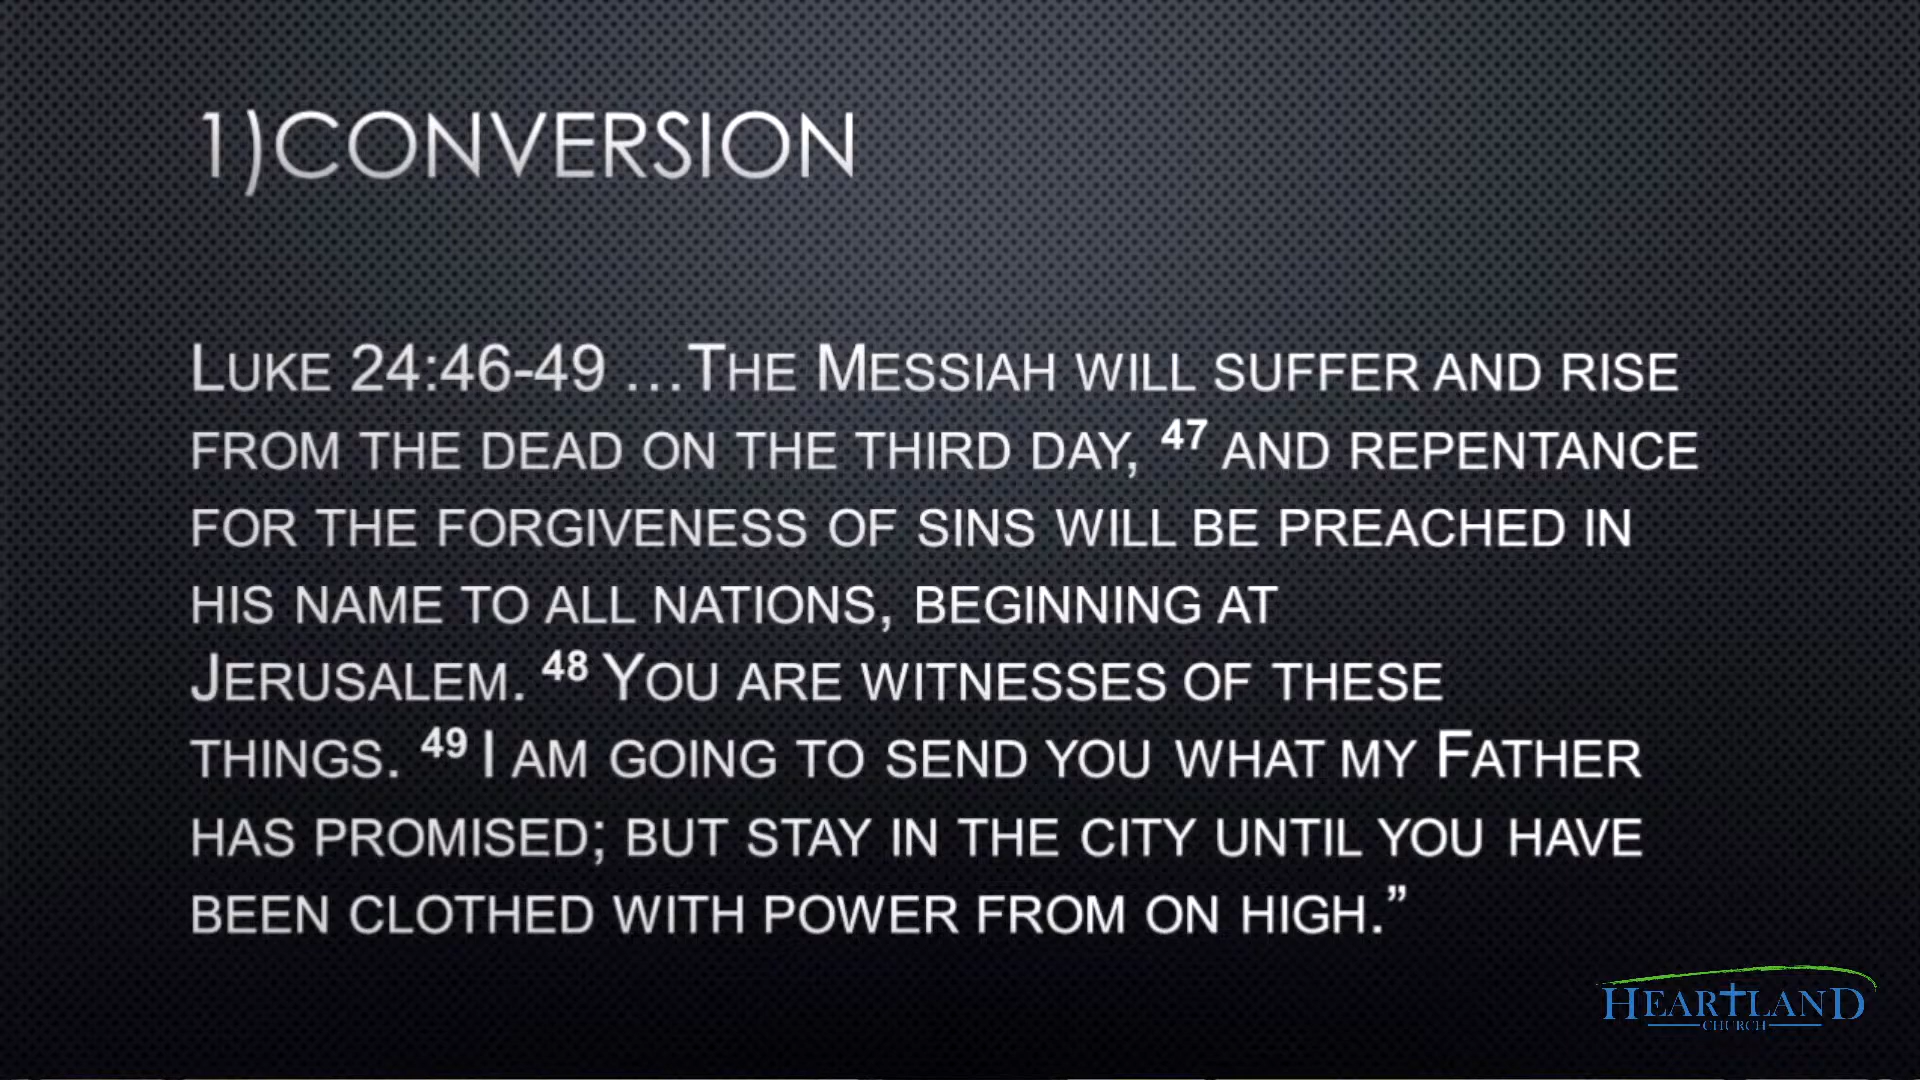 1)CONVERSION
LUKE 24:46-49 …THE MESSIAH WILL SUFFER AND RISE
FROM THE DEAD ON THE THIRD DAY, 47 AND REPENTANCE
FOR THE FORGIVENESS OF SINS WILL BE PREACHED IN
HIS NAME TO ALL NATIONS, BEGINNING AT
JERUSALEM. 48 YOU ARE WITNESSES OF THESE
THINGS. 49 I AM GOING TO SEND YOU WHAT MY FATHER
HAS PROMISED; BUT STAY IN THE CITY UNTIL YOU HAVE
BEEN CLOTHED WITH POWER FROM ON HIGH.”
HEARTLAND
CHURCH